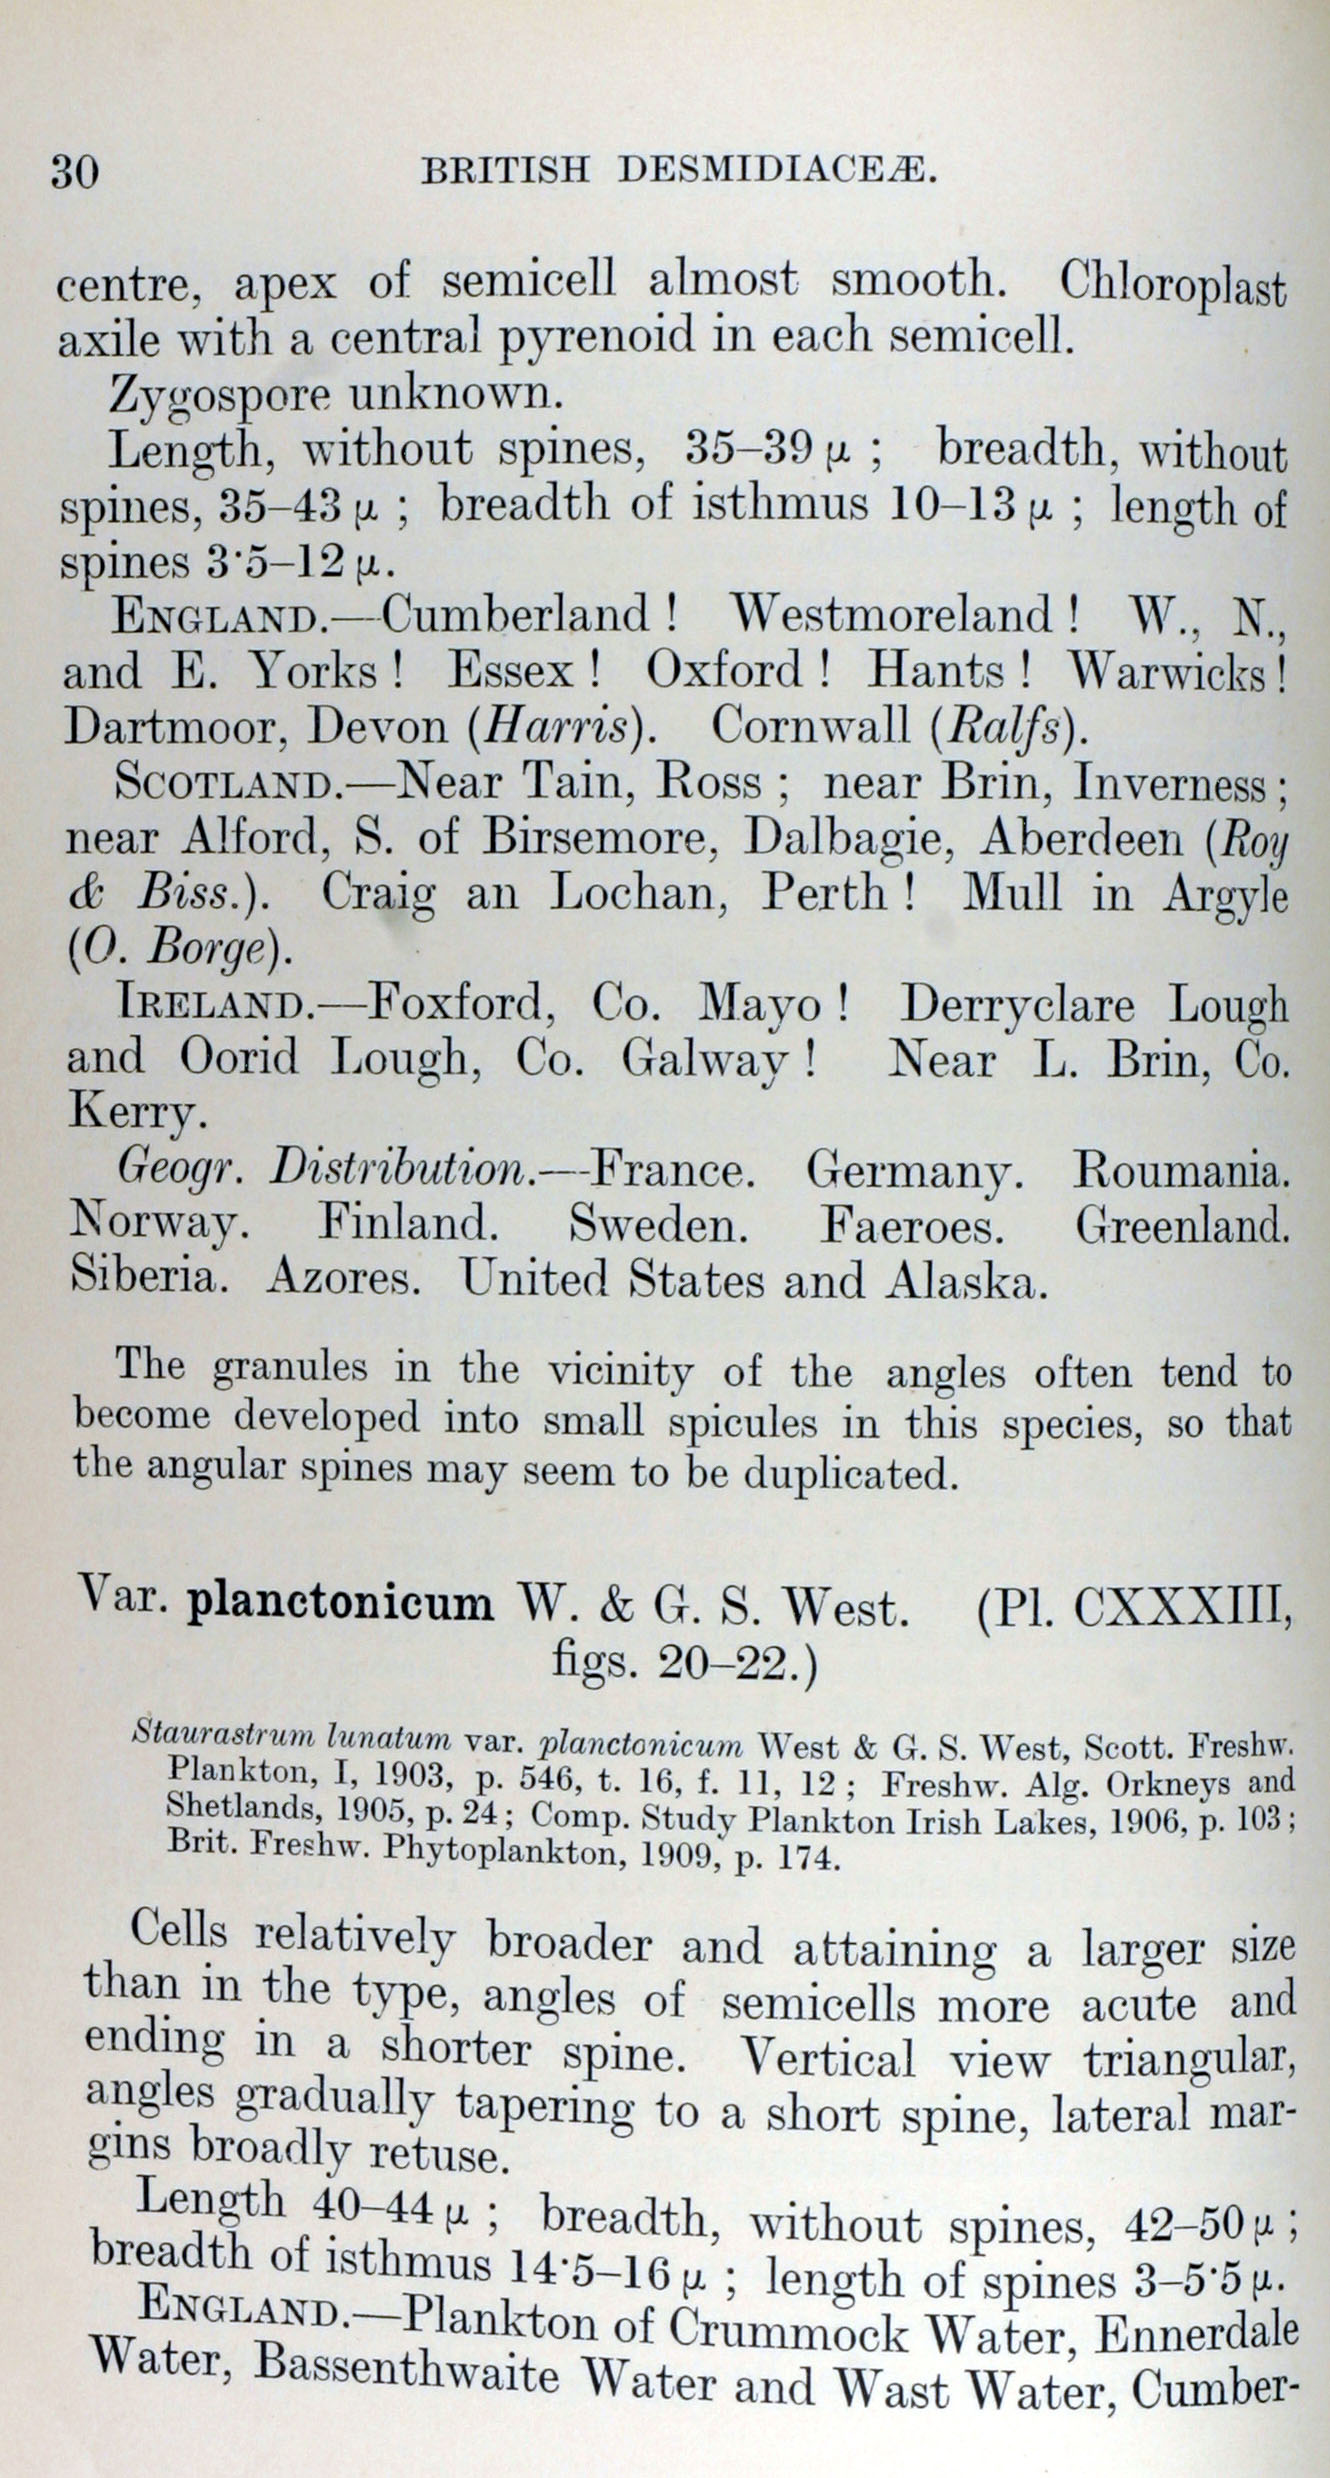 30 BRITISH DESMIDIACEÆ.
centre, apex of semicell almost smooth. Chloroplast
axile with a central pyrenoid in each semicell.
Zygospore unknown.
Length, without spines, 35–39 µ ; breadth, without
spines, 35–43 µ ; breadth of isthmus 10–13 µ ; length of
spines 3·5–12 µ.
ENGLAND.—Cumberland ! Westmoreland ! W., N.,
and E. Yorks ! Essex ! Oxford ! Hants ! Warwicks !
Dartmoor, Devon (Harris). Cornwall (Ralfs).
SCOTLAND.—Near Tain, Ross ; near Brin, Inverness ;
near Alford, S. of Birsemore, Dalbagie, Aberdeen (Roy
& Biss.). Craig an Lochan, Perth ! Mull in Argyle
(O. Borge).
IRELAND.—Foxford, Co. Mayo ! Derryclare Lough
and Oorid Lough, Co. Galway ! Near L. Brin, Co.
Kerry.
Geogr. Distribution.—France. Germany. Roumania.
Norway. Finland. Sweden. Faeroes. Greenland.
Siberia. Azores. United States and Alaska.
The granules in the vicinity of the angles often tend to
become developed into small spicules in this species, so that
the angular spines may seem to be duplicated.
Var. planctonicum W. & G. S. West. (Pl. CXXXIII,
figs. 20–22.)
Staurastrum lunatum var. planctonicum West & G. S. West, Scott. Freshw.
Plankton, I, 1903, p. 546, t. 16, f. 11, 12 ; Freshw. Alg. Orkneys and
Shetlands, 1905, p. 24 ; Comp. Study Plankton Irish Lakes, 1906, p. 103 ;
Brit. Freshw. Phytoplankton, 1909, p. 174.
Cells relatively broader and attaining a larger size
than in the type, angles of semicells more acute and
ending in a shorter spine. Vertical view triangular,
angles gradually tapering to a short spine, lateral mar-
gins broadly retuse.
Length 40–44 µ ; breadth, without spines, 42–50 µ ;
breadth of isthmus 14·5–16 µ ; length of spines 3–5·5 µ.
ENGLAND.—Plankton of Crummock Water, Ennerdale
Water, Bassenthwaite Water and Wast Water, Cumber-